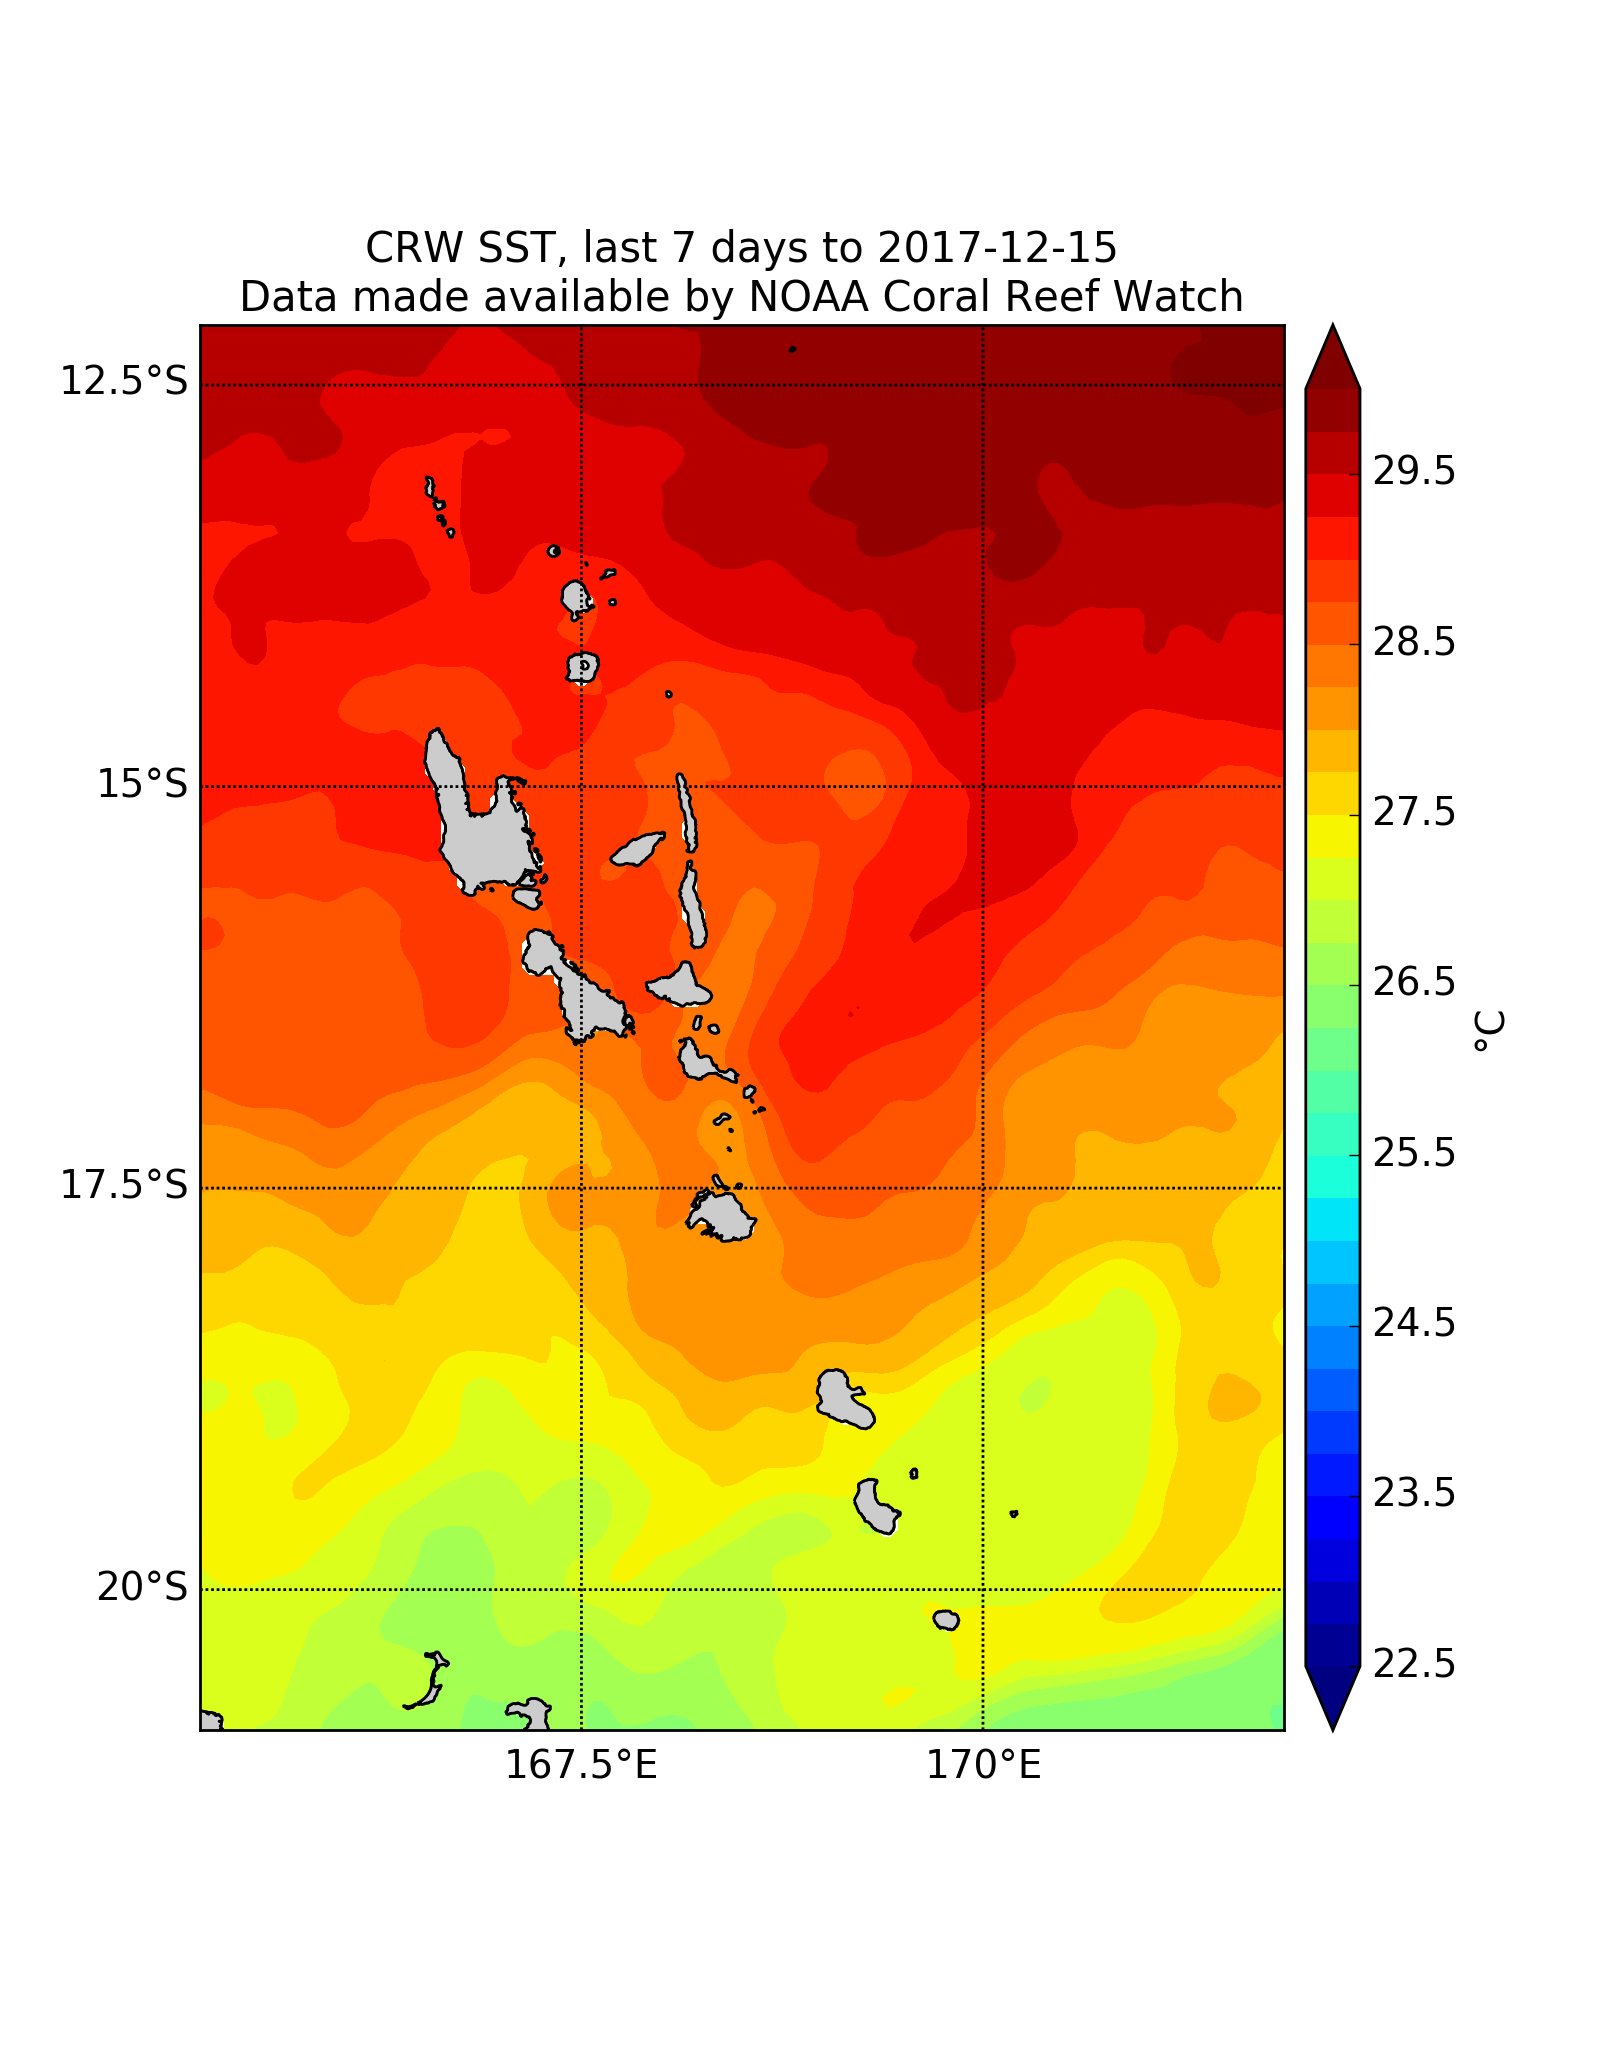 CRW SST, last 7 days to 2017-12-15
Data made available by NOAA Coral Reef Watch
12.5°S
15°S
17.5°S
20°S
167.5°E
170°E
29.5
28.5
27.5
26.5
25.5
24.5
23.5
22.5
°C